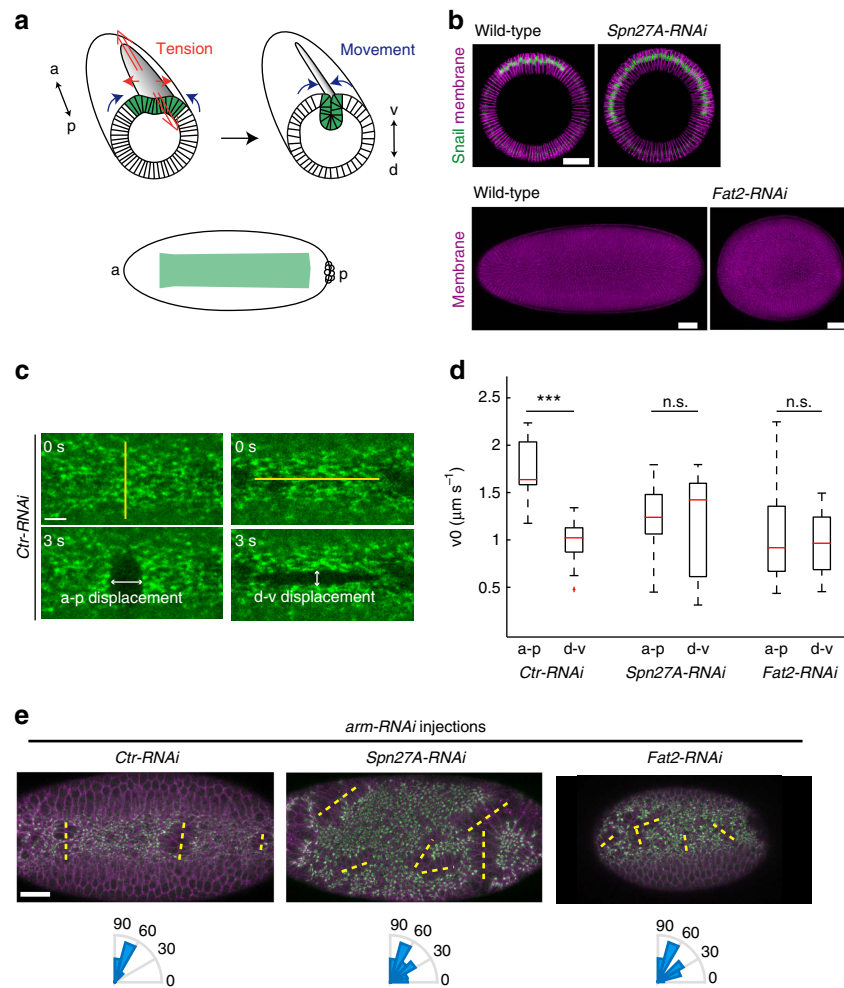 a
Tension
Movement
a
p
v
d
a
p
b
Wild-type
Spn27A-RNAi
Snail membrane
Wild-type
Fat2-RNAi
Membrane
c
Ctr-RNAi
0 s
0 s
3 s
a-p displacement
3 s
d-v displacement
d
v0 (μm s⁻¹)
2.5
2
1.5
1
0.5
***
n.s.
n.s.
a-p d-v a-p d-v a-p d-v
Ctr-RNAi Spn27A-RNAi Fat2-RNAi
e
arm-RNAi injections
Ctr-RNAi Spn27A-RNAi Fat2-RNAi
90
60
30
0
90
60
30
0
90
60
30
0